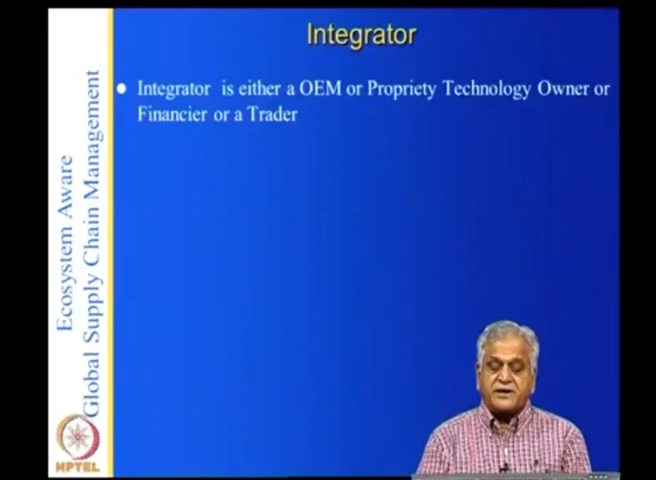 Integrator
Integrator is either a OEM or Propriety Technology Owner or
Financier or a Trader
Ecosystem Aware
Global Supply Chain Management
NPTEL